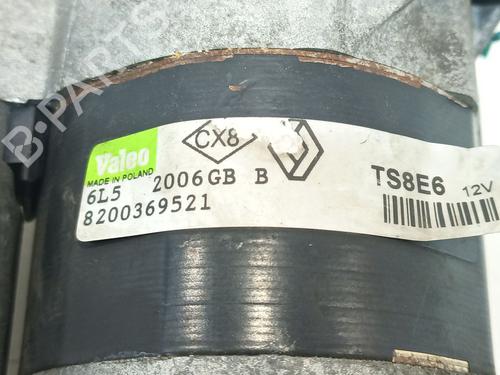 B-PARTS
Valeo
MADE IN POLAND
CX8
6L5 2006GB B
8200369521
TS8E6 12V